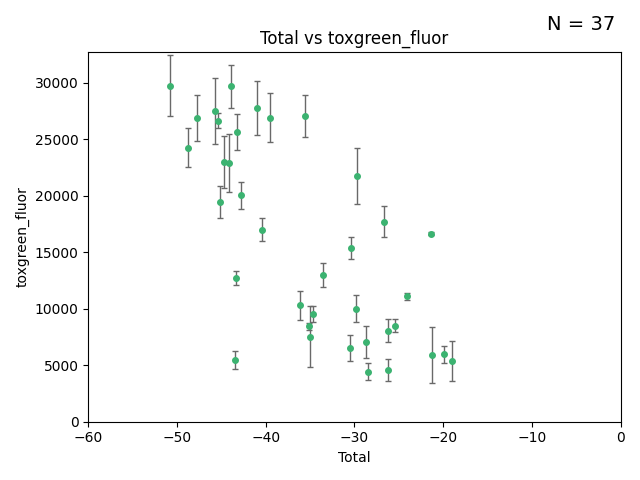 N = 37
Total vs toxgreen_fluor
30000
25000
20000
15000
10000
5000
0
toxgreen_fluor
−60 −50 −40 −30 −20 −10 0
Total